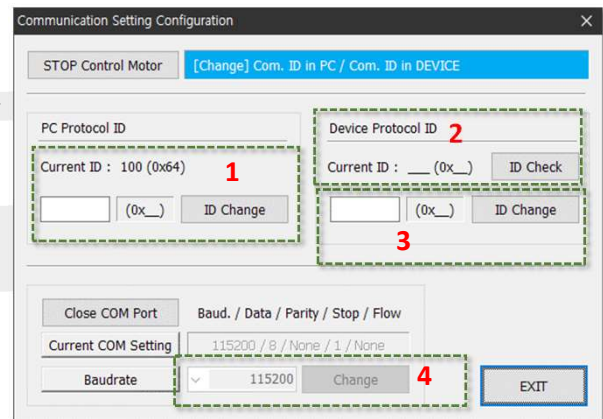 Communication Setting Configuration
STOP Control Motor
[Change] Com. ID in PC / Com. ID in DEVICE
PC Protocol ID
Current ID : 100 (0x64)
1
(0x__)
ID Change
Device Protocol ID
2
Current ID : ___ (0x__)
ID Check
(0x__)
ID Change
3
Close COM Port
Baud. / Data / Parity / Stop / Flow
Current COM Setting
115200 / 8 / None / 1 / None
Baudrate
115200
Change
4
EXIT